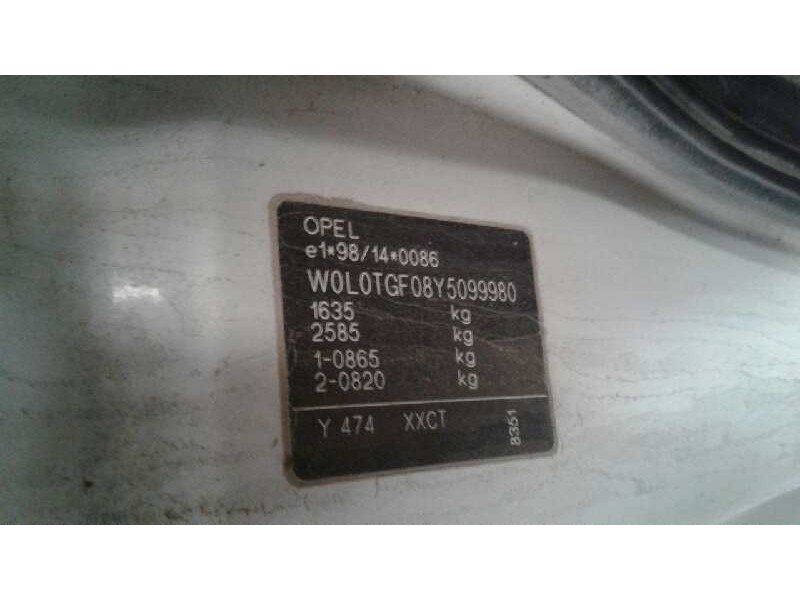 OPEL
e1*98/14*0086
W0L0TGF08Y5099980
1635 kg
2585 kg
1-0865 kg
2-0820 kg
Y 474 XXCT
8351